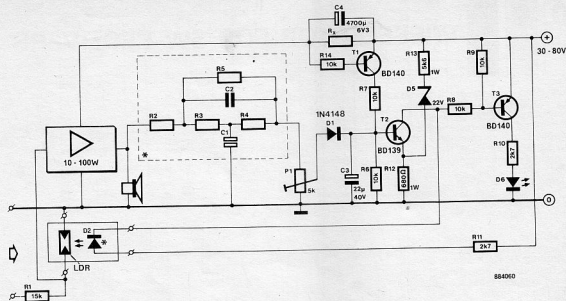 C4
4700µ
6V3
Rx
R14
10k
T1
BD140
R13
5k6
1W
R9
10k
+
30 - 80V
R5
C2
R2
R3
R4
C1
*
R7
10k
D5
22V
R8
10k
T3
BD140
10 - 100W
1N4148
D1
T2
BD139
P1
5k
C3
22µ
40V
R6
10k
R12
680Ω
1W
R10
2k7
D6
0
D2
*
LDR
R11
2k7
R1
15k
884060